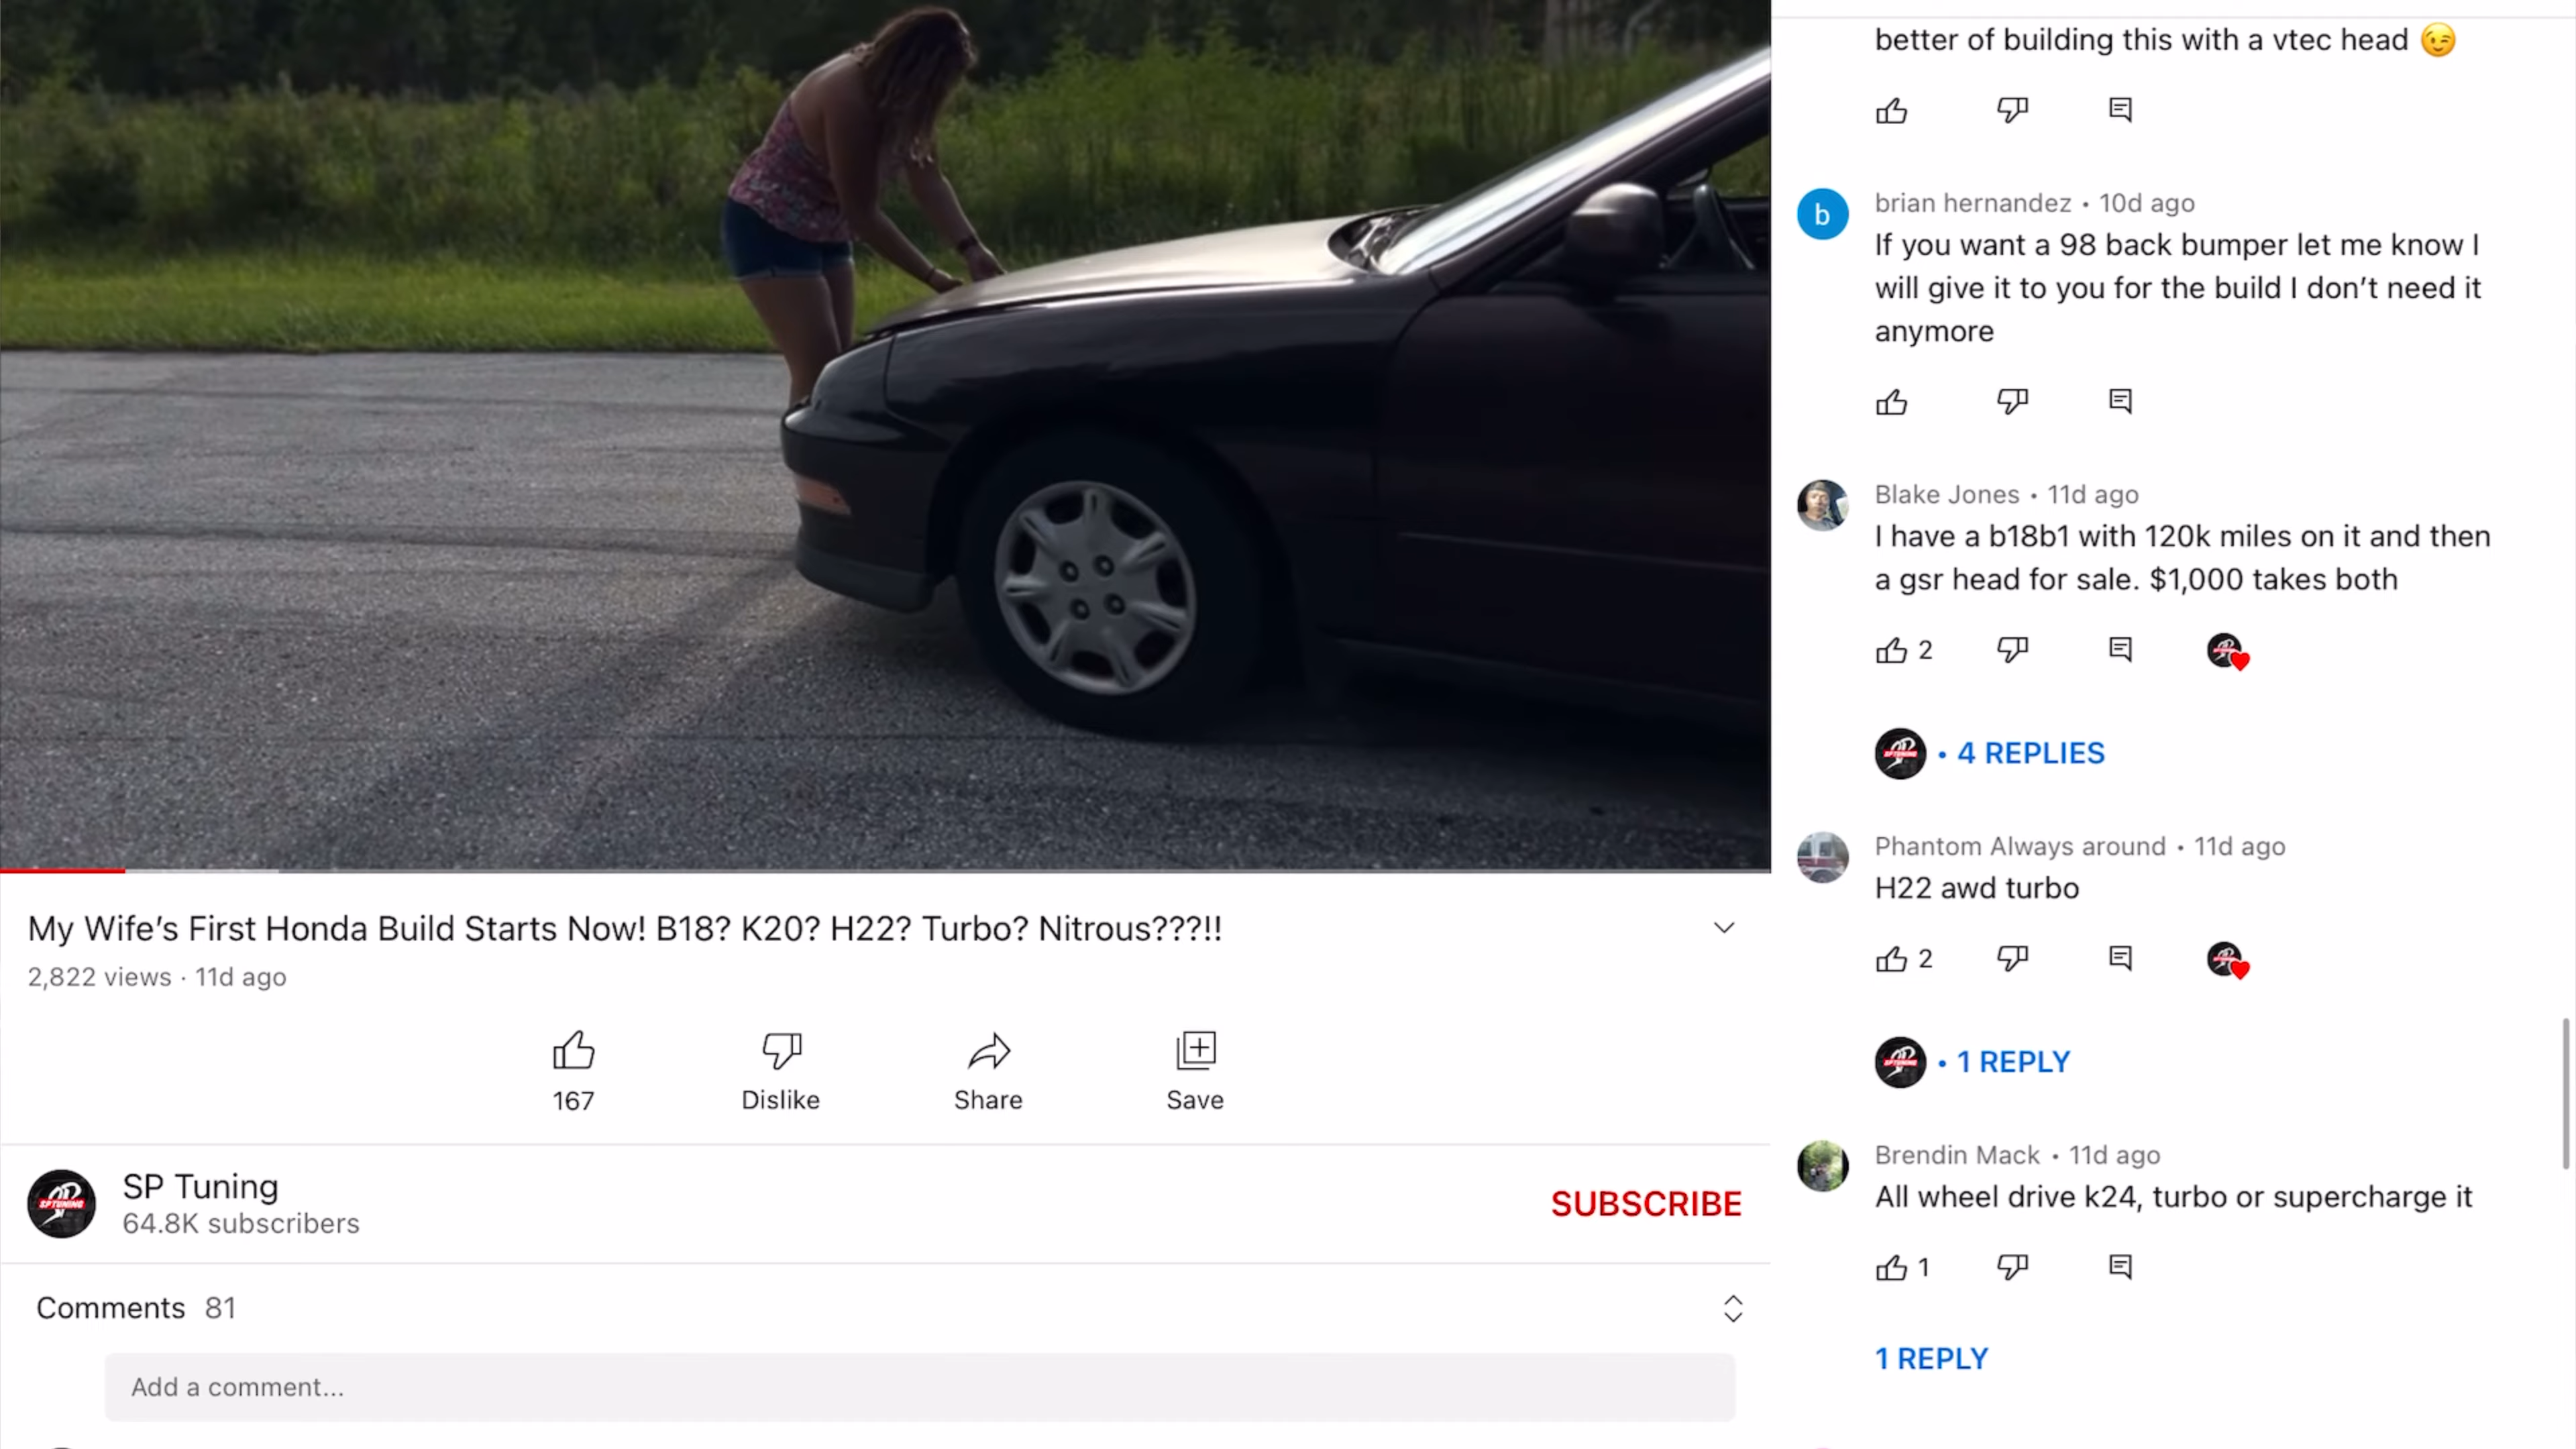 My Wife’s First Honda Build Starts Now! B18? K20? H22? Turbo? Nitrous???!!
2,822 views · 11d ago
167
Dislike
Share
Save
SP TUNING
SP Tuning
64.8K subscribers
SUBSCRIBE
Comments 81
Add a comment...
better of building this with a vtec head 😉
b
brian hernandez • 10d ago
If you want a 98 back bumper let me know I
will give it to you for the build I don’t need it
anymore
Blake Jones • 11d ago
I have a b18b1 with 120k miles on it and then
a gsr head for sale. $1,000 takes both
2
• 4 REPLIES
Phantom Always around • 11d ago
H22 awd turbo
2
• 1 REPLY
Brendin Mack • 11d ago
All wheel drive k24, turbo or supercharge it
1
1 REPLY